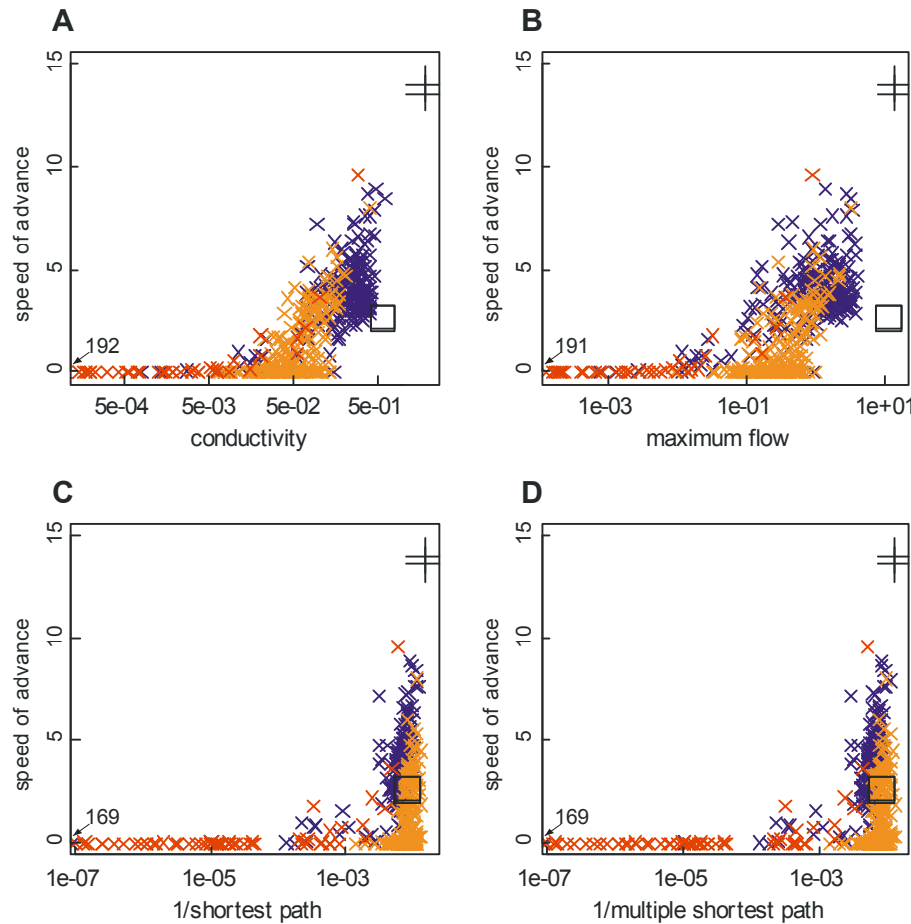 A
B
15
10
5
0
speed of advance
192
5e-04 5e-03 5e-02 5e-01
conductivity
15
10
5
0
speed of advance
191
1e-03 1e-01 1e+01
maximum flow
C
D
15
10
5
0
speed of advance
169
1e-07 1e-05 1e-03
1/shortest path
15
10
5
0
speed of advance
169
1e-07 1e-05 1e-03
1/multiple shortest path